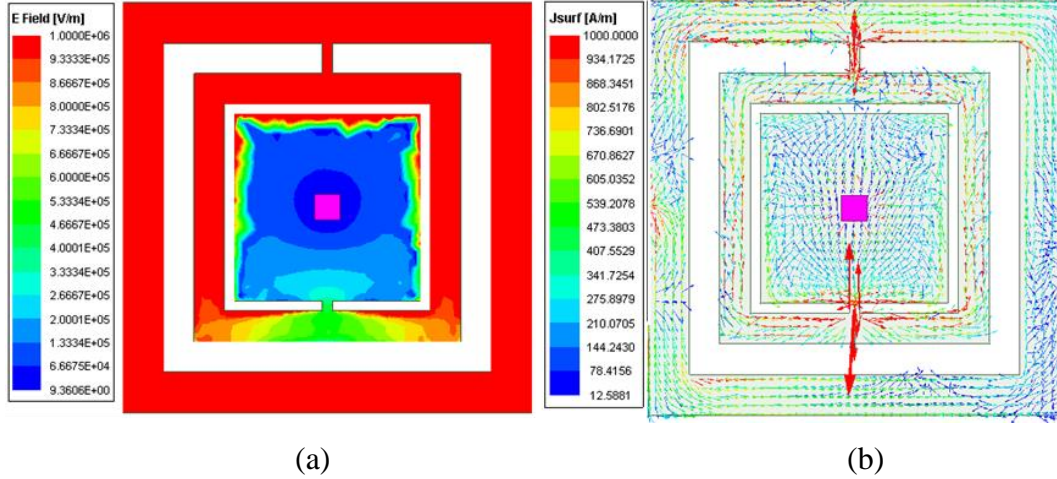 E Field [V/m]
1.0000E+06
9.3333E+05
8.6667E+05
8.0000E+05
7.3334E+05
6.6667E+05
6.0000E+05
5.3334E+05
4.6667E+05
4.0001E+05
3.3334E+05
2.6667E+05
2.0001E+05
1.3334E+05
6.6675E+04
9.3606E+00
Jsurf [A/m]
1000.0000
934.1725
868.3451
802.5176
736.6901
670.8627
605.0352
539.2078
473.3803
407.5529
341.7254
275.8979
210.0705
144.2430
78.4156
12.5881
(a)
(b)